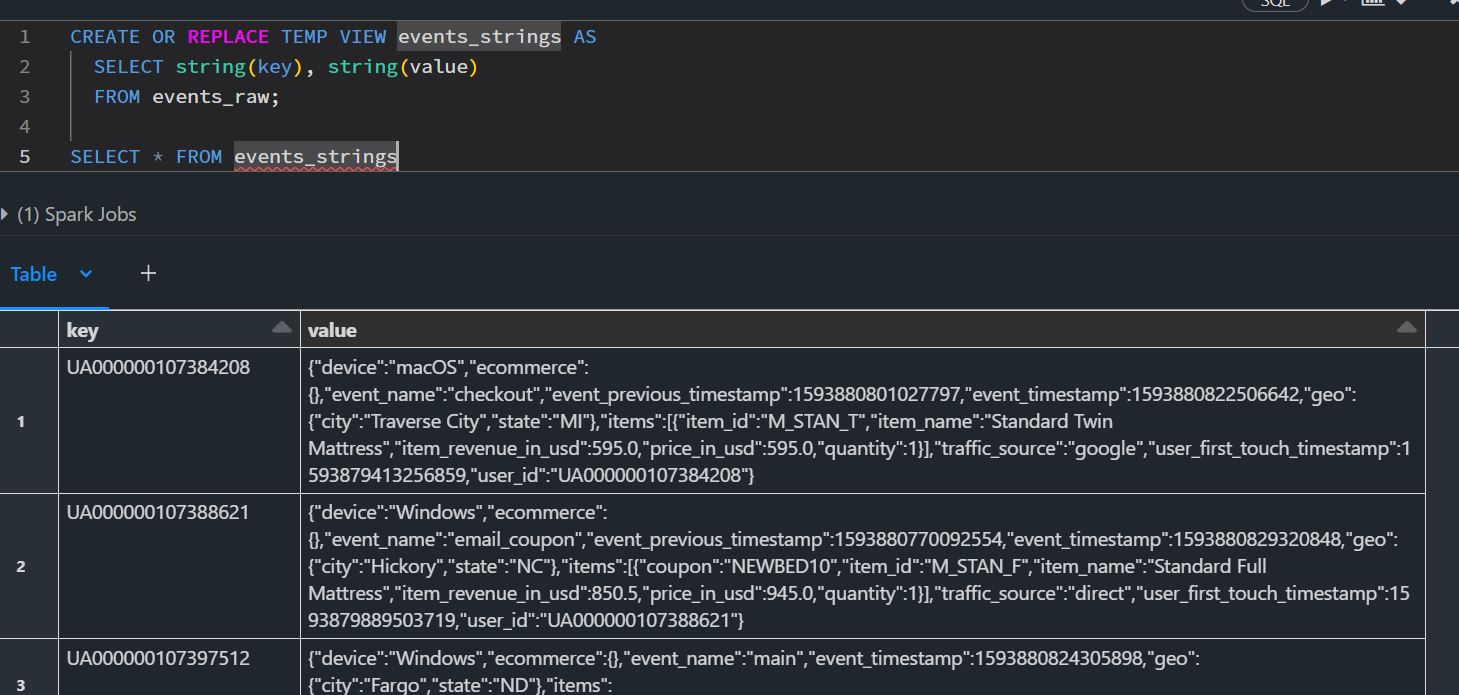 SQL
1 CREATE OR REPLACE TEMP VIEW events_strings AS
2 SELECT string(key), string(value)
3 FROM events_raw;
4
5 SELECT * FROM events_strings
(1) Spark Jobs
Table +
key value
UA000000107384208 {"device":"macOS","ecommerce":
{},"event_name":"checkout","event_previous_timestamp":1593880801027797,"event_timestamp":1593880822506642,"geo":
1 {"city":"Traverse City","state":"MI"},"items":[{"item_id":"M_STAN_T","item_name":"Standard Twin
Mattress","item_revenue_in_usd":595.0,"price_in_usd":595.0,"quantity":1}],"traffic_source":"google","user_first_touch_timestamp":1
593879413256859,"user_id":"UA000000107384208"}
UA000000107388621 {"device":"Windows","ecommerce":
{},"event_name":"email_coupon","event_previous_timestamp":1593880770092554,"event_timestamp":1593880829320848,"geo":
2 {"city":"Hickory","state":"NC"},"items":[{"coupon":"NEWBED10","item_id":"M_STAN_F","item_name":"Standard Full
Mattress","item_revenue_in_usd":850.5,"price_in_usd":945.0,"quantity":1}],"traffic_source":"direct","user_first_touch_timestamp":15
93879889503719,"user_id":"UA000000107388621"}
UA000000107397512 {"device":"Windows","ecommerce":{},"event_name":"main","event_timestamp":1593880824305898,"geo":
3 {"city":"Fargo","state":"ND"},"items":